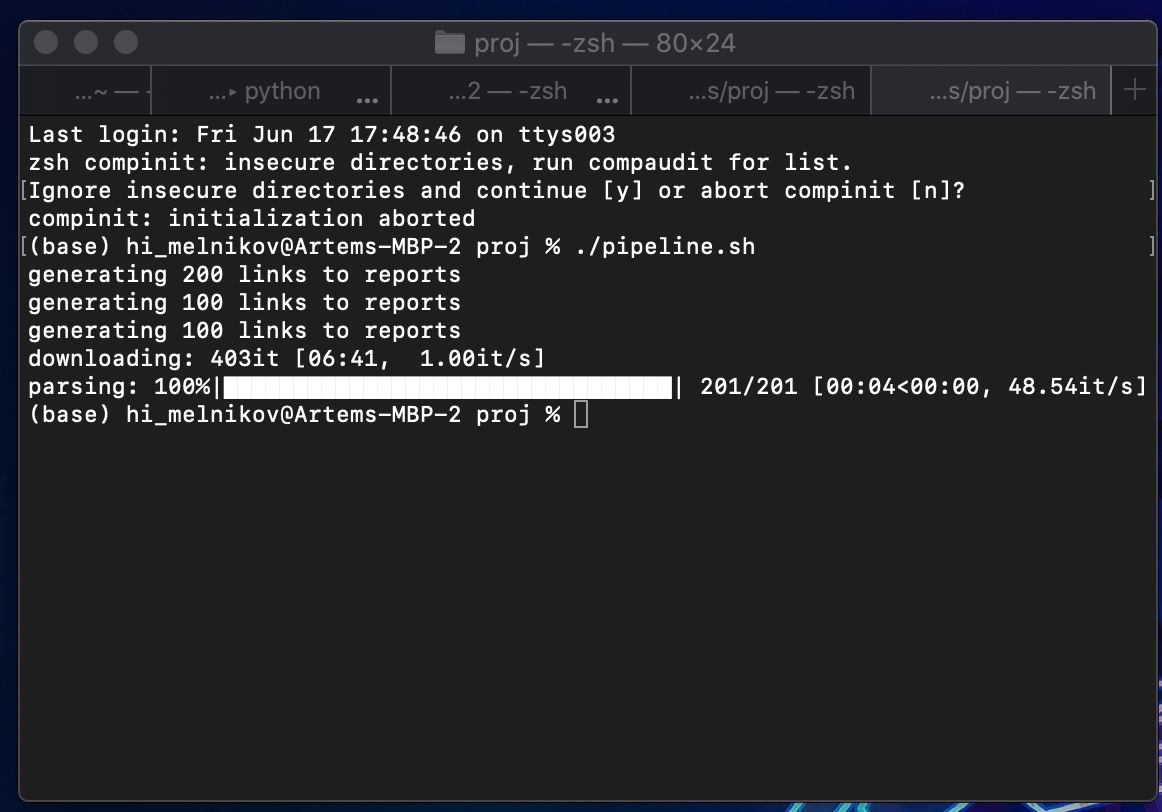 proj — -zsh — 80×24
...~ — -
...▸ python ...
...2 — -zsh ...
...s/proj — -zsh
...s/proj — -zsh
+
Last login: Fri Jun 17 17:48:46 on ttys003
zsh compinit: insecure directories, run compaudit for list.
[Ignore insecure directories and continue [y] or abort compinit [n]? ]
compinit: initialization aborted
[(base) hi_melnikov@Artems-MBP-2 proj % ./pipeline.sh ]
generating 200 links to reports
generating 100 links to reports
generating 100 links to reports
downloading: 403it [06:41,  1.00it/s]
parsing: 100%|████████████████████████████████| 201/201 [00:04<00:00, 48.54it/s]
(base) hi_melnikov@Artems-MBP-2 proj %